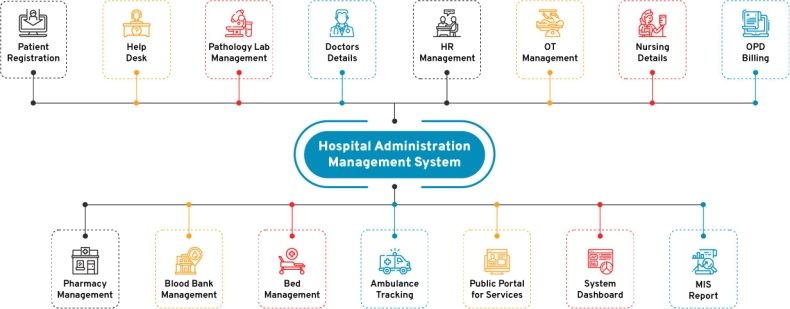 Patient
Registration
Help
Desk
Pathology Lab
Management
Doctors
Details
HR
Management
OT
Management
Nursing
Details
OPD
Billing
Hospital Administration
Management System
Pharmacy
Management
Blood Bank
Management
Bed
Management
Ambulance
Tracking
Public Portal
for Services
System
Dashboard
MIS
Report